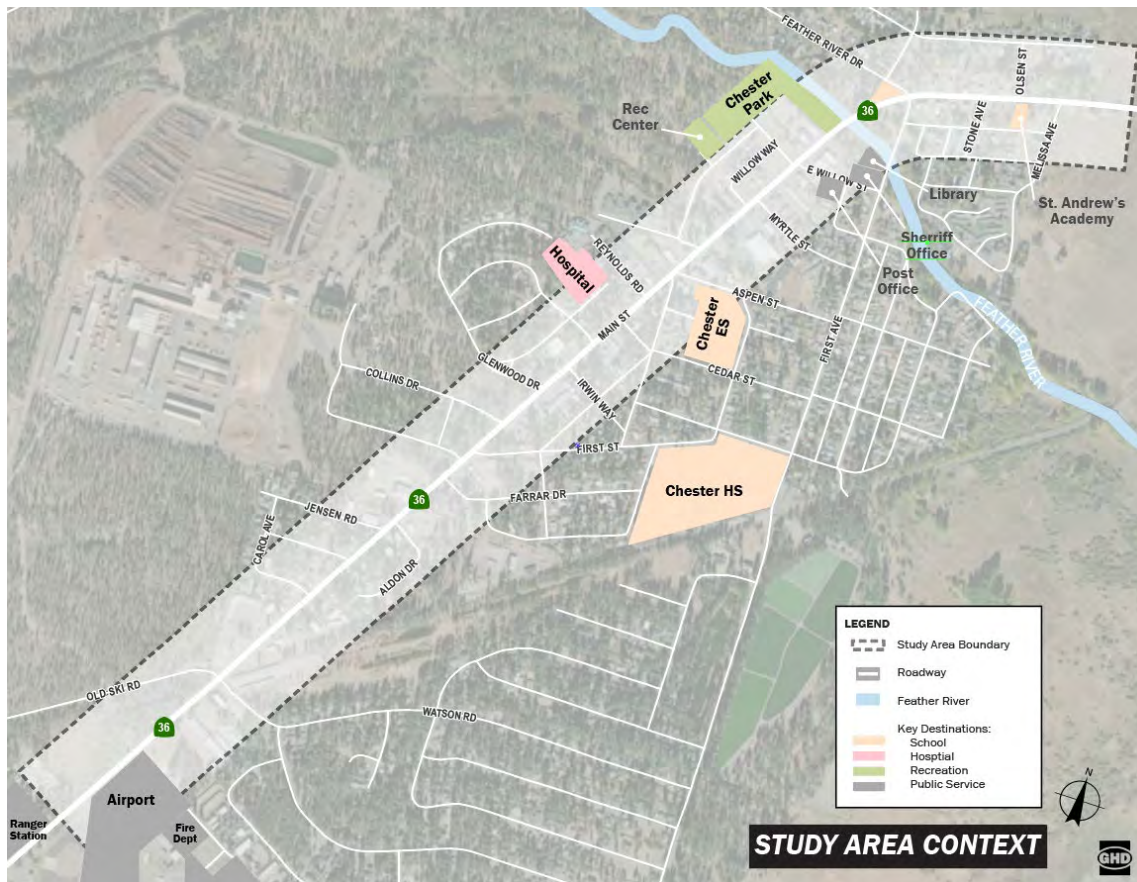 FEATHER RIVER DR
OLSEN ST
Chester
Park
36
Rec
Center
STONE AVE
MELISSA AVE
WILLOW WAY
E WILLOW ST
Library
St. Andrew's
Academy
MYRTLE ST
Sherriff
Office
Post
Office
REYNOLDS RD
Hospital
ASPEN ST
FEATHER RIVER
MAIN ST
Chester
ES
FIRST AVE
GLENWOOD DR
COLLINS DR
CEDAR ST
IRWIN WAY
FIRST ST
Chester HS
FARRAR DR
36
JENSEN RD
CAROL AVE
ALDON DR
LEGEND
Study Area Boundary
Roadway
Feather River
Key Destinations:
School
Hosptial
Recreation
Public Service
OLD-SKI RD
WATSON RD
36
Airport
Ranger
Station
Fire
Dept
N
STUDY AREA CONTEXT
GHD